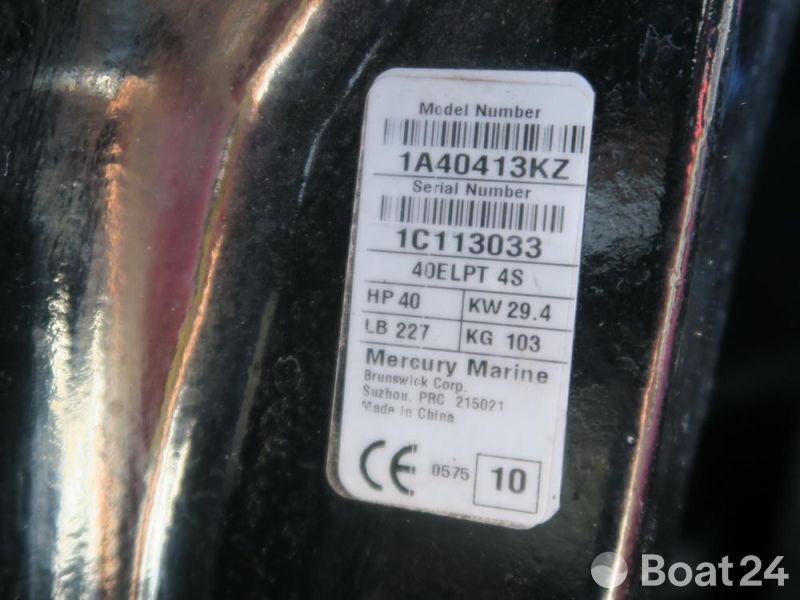 Model Number
1A40413KZ
Serial Number
1C113033
40ELPT 4S
HP 40 KW 29.4
LB 227 KG 103
Mercury Marine
Brunswick Corp.
Suzhou, PRC 215021
Made in China
CE 0575 10
Boat24